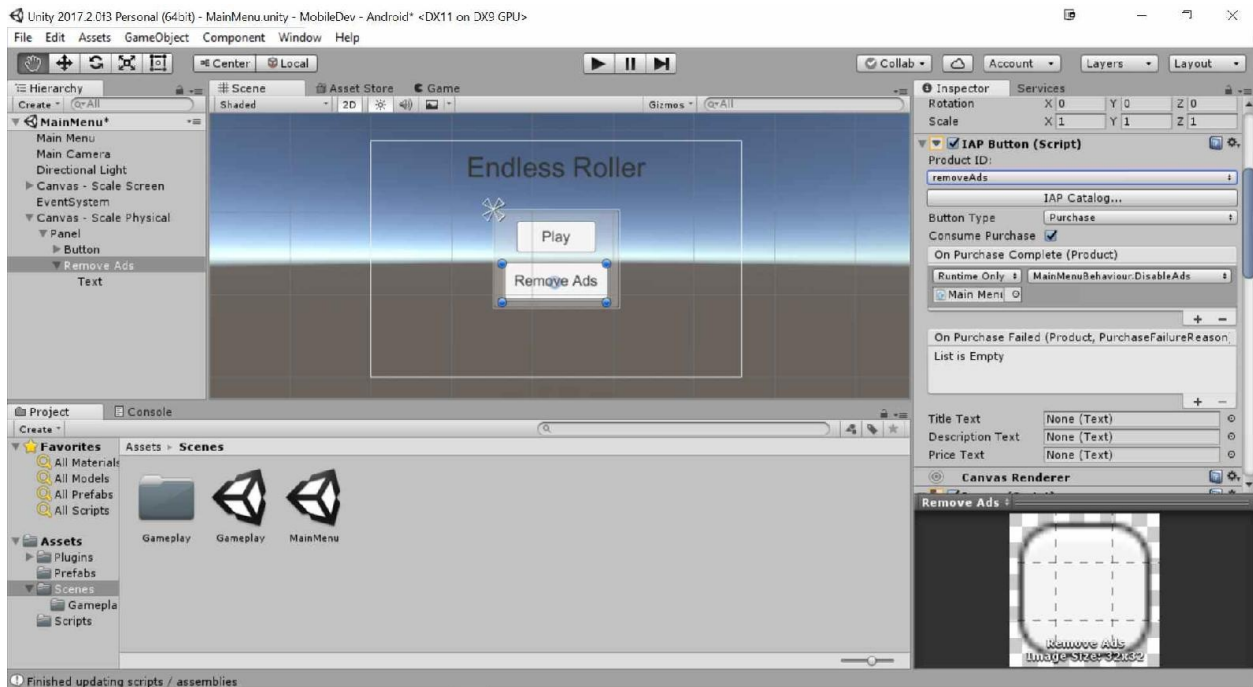 Unity 2017.2.0f3 Personal (64bit) - MainMenu.unity - MobileDev - Android* <DX11 on DX9 GPU>
File Edit Assets GameObject Component Window Help
Center Local Collab Account Layers Layout
Hierarchy
Create All
MainMenu*
Main Menu
Main Camera
Directional Light
Canvas - Scale Screen
EventSystem
Canvas - Scale Physical
Panel
Button
Remove Ads
Text
Scene Asset Store Game
Shaded 2D Gizmos All
Endless Roller
Play
Remove Ads
Inspector Services
Rotation X 0 Y 0 Z 0
Scale X 1 Y 1 Z 1
IAP Button (Script)
Product ID:
removeAds
IAP Catalog...
Button Type Purchase
Consume Purchase
On Purchase Complete (Product)
Runtime Only MainMenuBehaviour.DisableAds
Main Men
+ -
On Purchase Failed (Product, PurchaseFailureReason)
List is Empty
+ -
Title Text None (Text)
Description Text None (Text)
Price Text None (Text)
Canvas Renderer
Remove Ads
Remove Ads
Image Size: 32x32
Project Console
Create
Favorites
All Materials
All Models
All Prefabs
All Scripts
Assets
Plugins
Prefabs
Scenes
Gamepla
Scripts
Assets Scenes
Gameplay Gameplay MainMenu
Finished updating scripts / assemblies